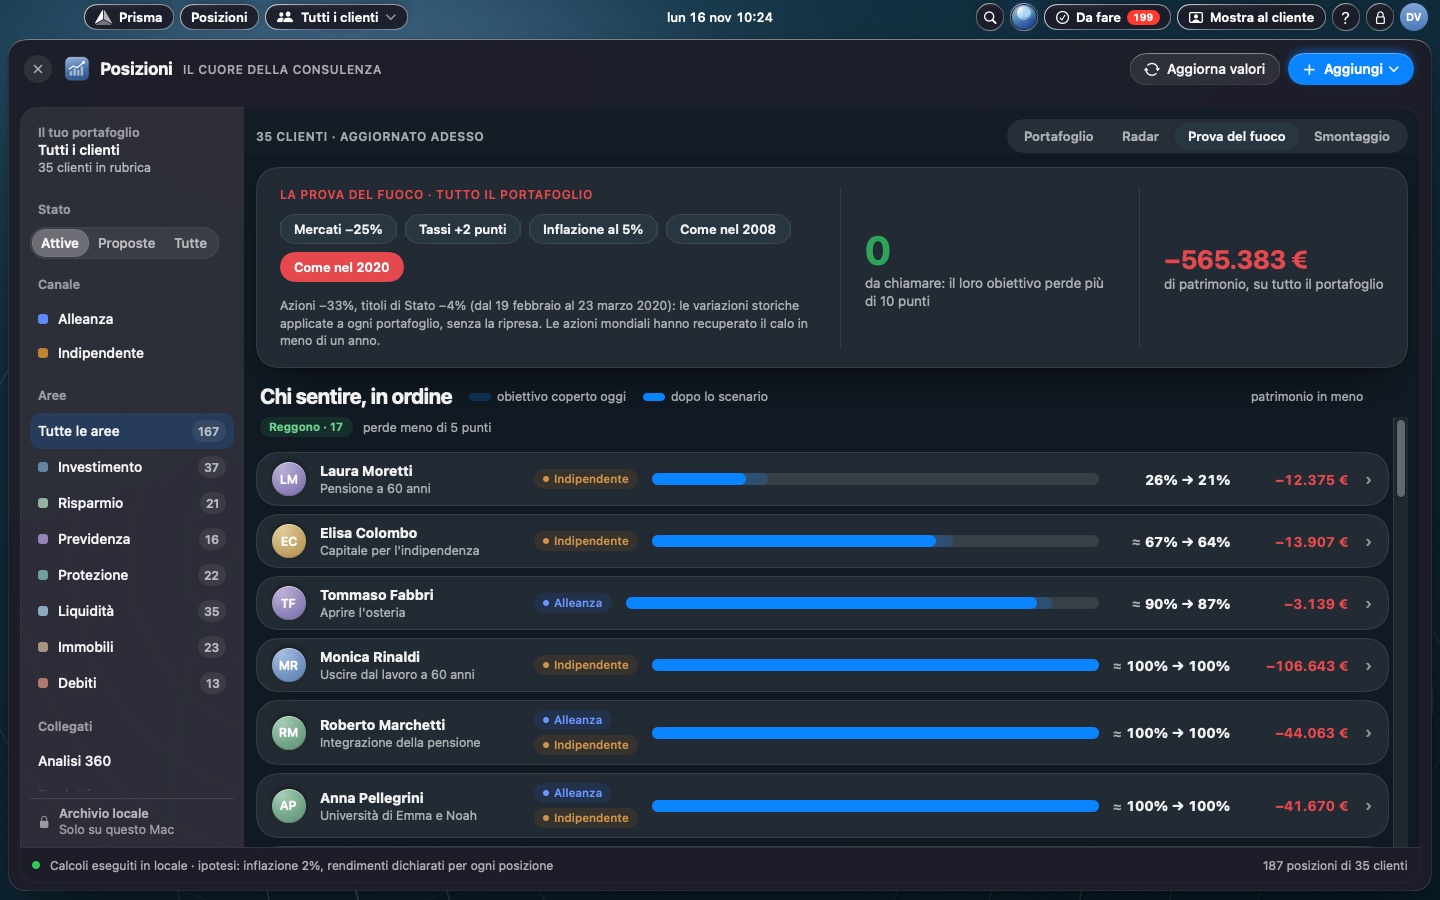 Prisma
Posizioni
Tutti i clienti
lun 16 nov 10:24
Da fare 199
Mostra al cliente
?
DV
Posizioni IL CUORE DELLA CONSULENZA
Aggiorna valori
+ Aggiungi
Il tuo portafoglio
Tutti i clienti
35 clienti in rubrica
Stato
Attive Proposte Tutte
Canale
Alleanza
Indipendente
Aree
Tutte le aree 167
Investimento 37
Risparmio 21
Previdenza 16
Protezione 22
Liquidità 35
Immobili 23
Debiti 13
Collegati
Analisi 360
Archivio locale
Solo su questo Mac
35 CLIENTI · AGGIORNATO ADESSO
Portafoglio Radar Prova del fuoco Smontaggio
LA PROVA DEL FUOCO · TUTTO IL PORTAFOGLIO
Mercati −25% Tassi +2 punti Inflazione al 5% Come nel 2008
Come nel 2020
Azioni −33%, titoli di Stato −4% (dal 19 febbraio al 23 marzo 2020): le variazioni storiche
applicate a ogni portafoglio, senza la ripresa. Le azioni mondiali hanno recuperato il calo in
meno di un anno.
0
da chiamare: il loro obiettivo perde più
di 10 punti
−565.383 €
di patrimonio, su tutto il portafoglio
Chi sentire, in ordine obiettivo coperto oggi dopo lo scenario patrimonio in meno
Reggono · 17 perde meno di 5 punti
LM Laura Moretti
Pensione a 60 anni
Indipendente 26% → 21% −12.375 € ›
EC Elisa Colombo
Capitale per l'indipendenza
Indipendente ≈ 67% → 64% −13.907 € ›
TF Tommaso Fabbri
Aprire l'osteria
Alleanza ≈ 90% → 87% −3.139 € ›
MR Monica Rinaldi
Uscire dal lavoro a 60 anni
Indipendente ≈ 100% → 100% −106.643 € ›
RM Roberto Marchetti
Integrazione della pensione
Alleanza
Indipendente ≈ 100% → 100% −44.063 € ›
AP Anna Pellegrini
Università di Emma e Noah
Alleanza
Indipendente ≈ 100% → 100% −41.670 € ›
Calcoli eseguiti in locale · ipotesi: inflazione 2%, rendimenti dichiarati per ogni posizione
187 posizioni di 35 clienti